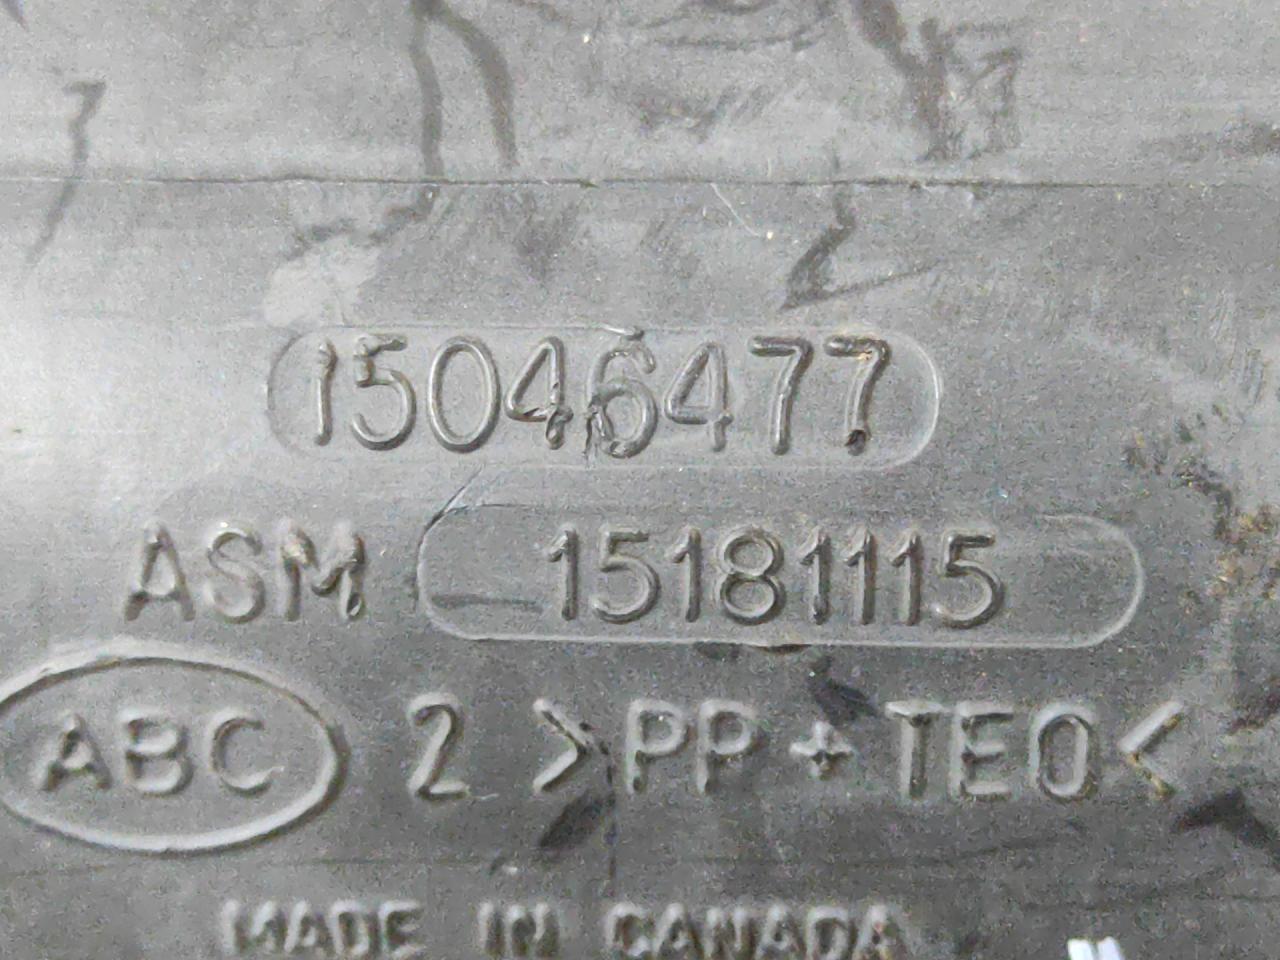 15046477
ASM 15181115
ABC 2 >PP+TEO<
MADE IN CANADA